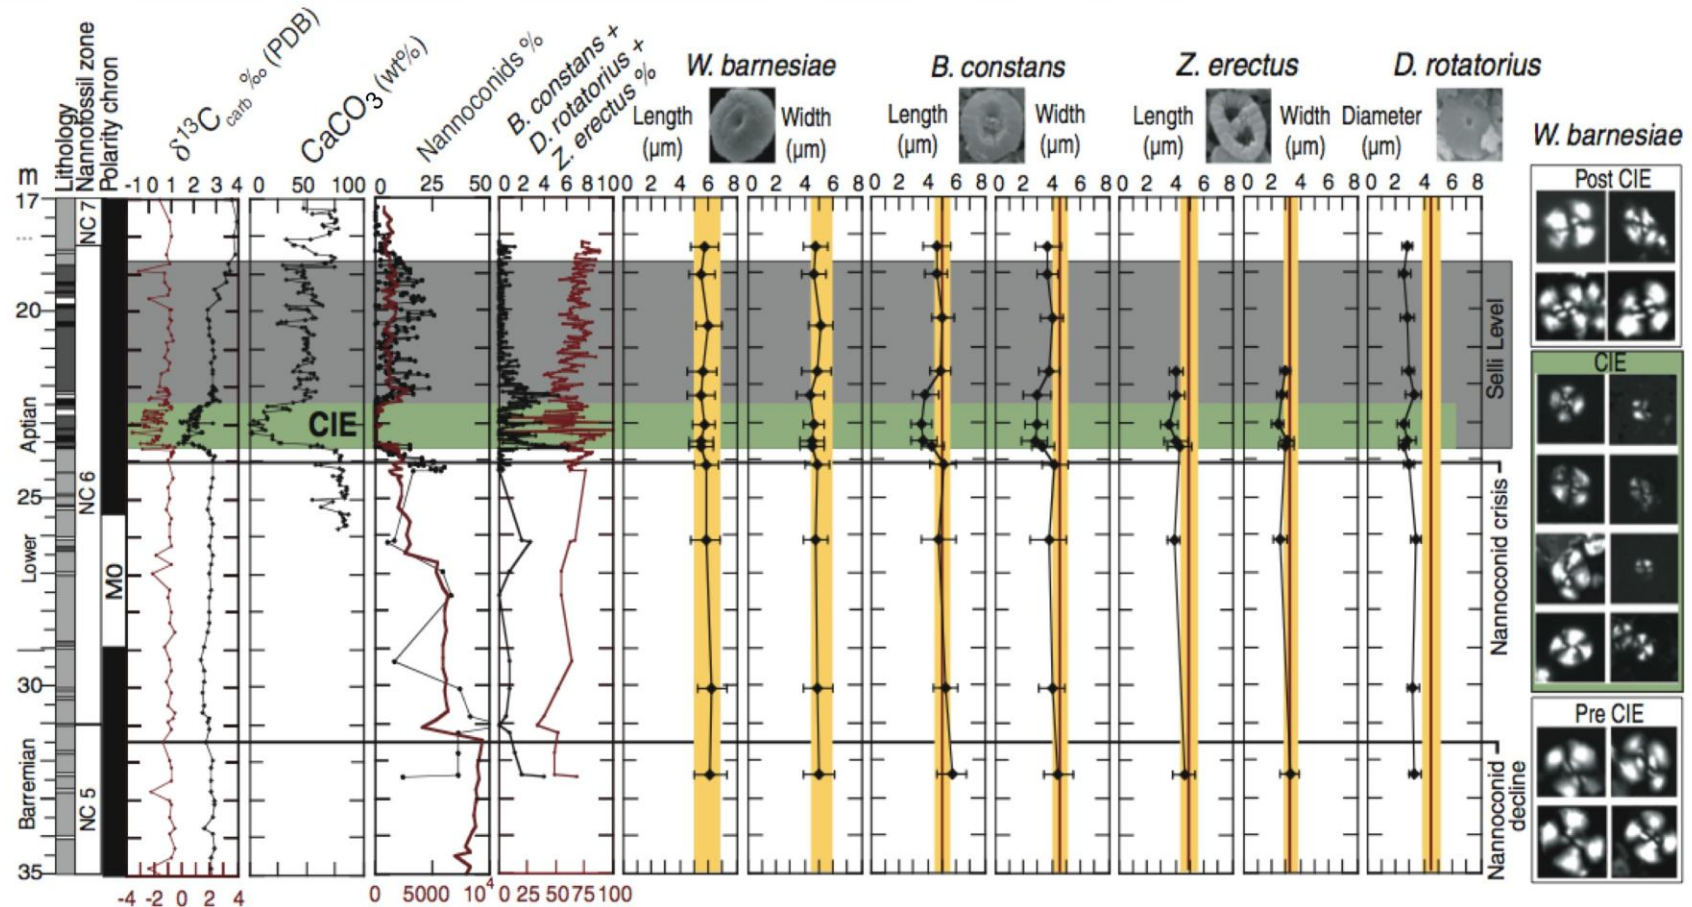 δ¹³C carb ‰ (PDB)
CaCO₃ (wt%)
Nannoconids %
B. constans +
D. rotatorius +
Z. erectus %
W. barnesiae
B. constans
Z. erectus
D. rotatorius
Length (µm)
Width (µm)
Length (µm)
Width (µm)
Length (µm)
Width (µm)
Diameter (µm)
W. barnesiae
m
Lithology
Nannofossil zone
Polarity chron
-1 0 1 2 3 4
0 50 100
0 25 50
0 2 4 6 8 10
0 2 4 6 8
0 2 4 6 8
0 2 4 6 8
0 2 4 6 8
0 2 4 6 8
0 2 4 6 8
0 2 4 6 8
17
...
20
25
30
35
Aptian
Lower
Barremian
NC 7
NC 6
NC 5
M0
CIE
Selli Level
Nannoconid crisis
Nannoconid decline
Post CIE
CIE
Pre CIE
-4 -2 0 2 4
0 5000 10⁴
0 25 50 75 100